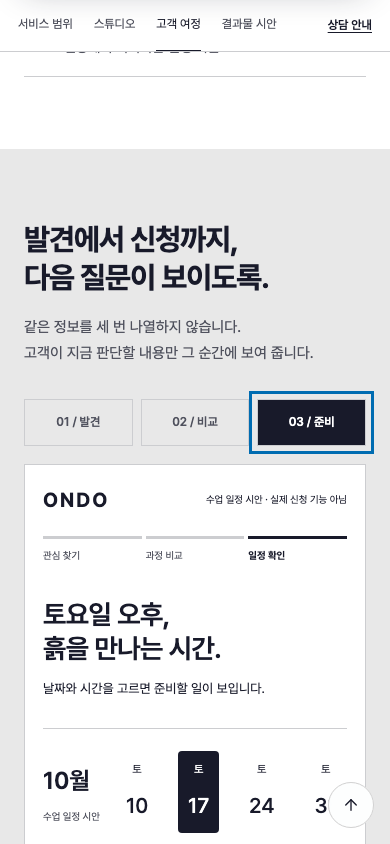 서비스 범위
스튜디오
고객 여정
결과물 시안
상담 안내
발견에서 신청까지,
다음 질문이 보이도록.
같은 정보를 세 번 나열하지 않습니다.
고객이 지금 판단할 내용만 그 순간에 보여 줍니다.
01 / 발견
02 / 비교
03 / 준비
ONDO
수업 일정 시안 · 실제 신청 기능 아님
관심 찾기
과정 비교
일정 확인
토요일 오후,
흙을 만나는 시간.
날짜와 시간을 고르면 준비할 일이 보입니다.
10월
수업 일정 시안
토
10
토
17
토
24
토